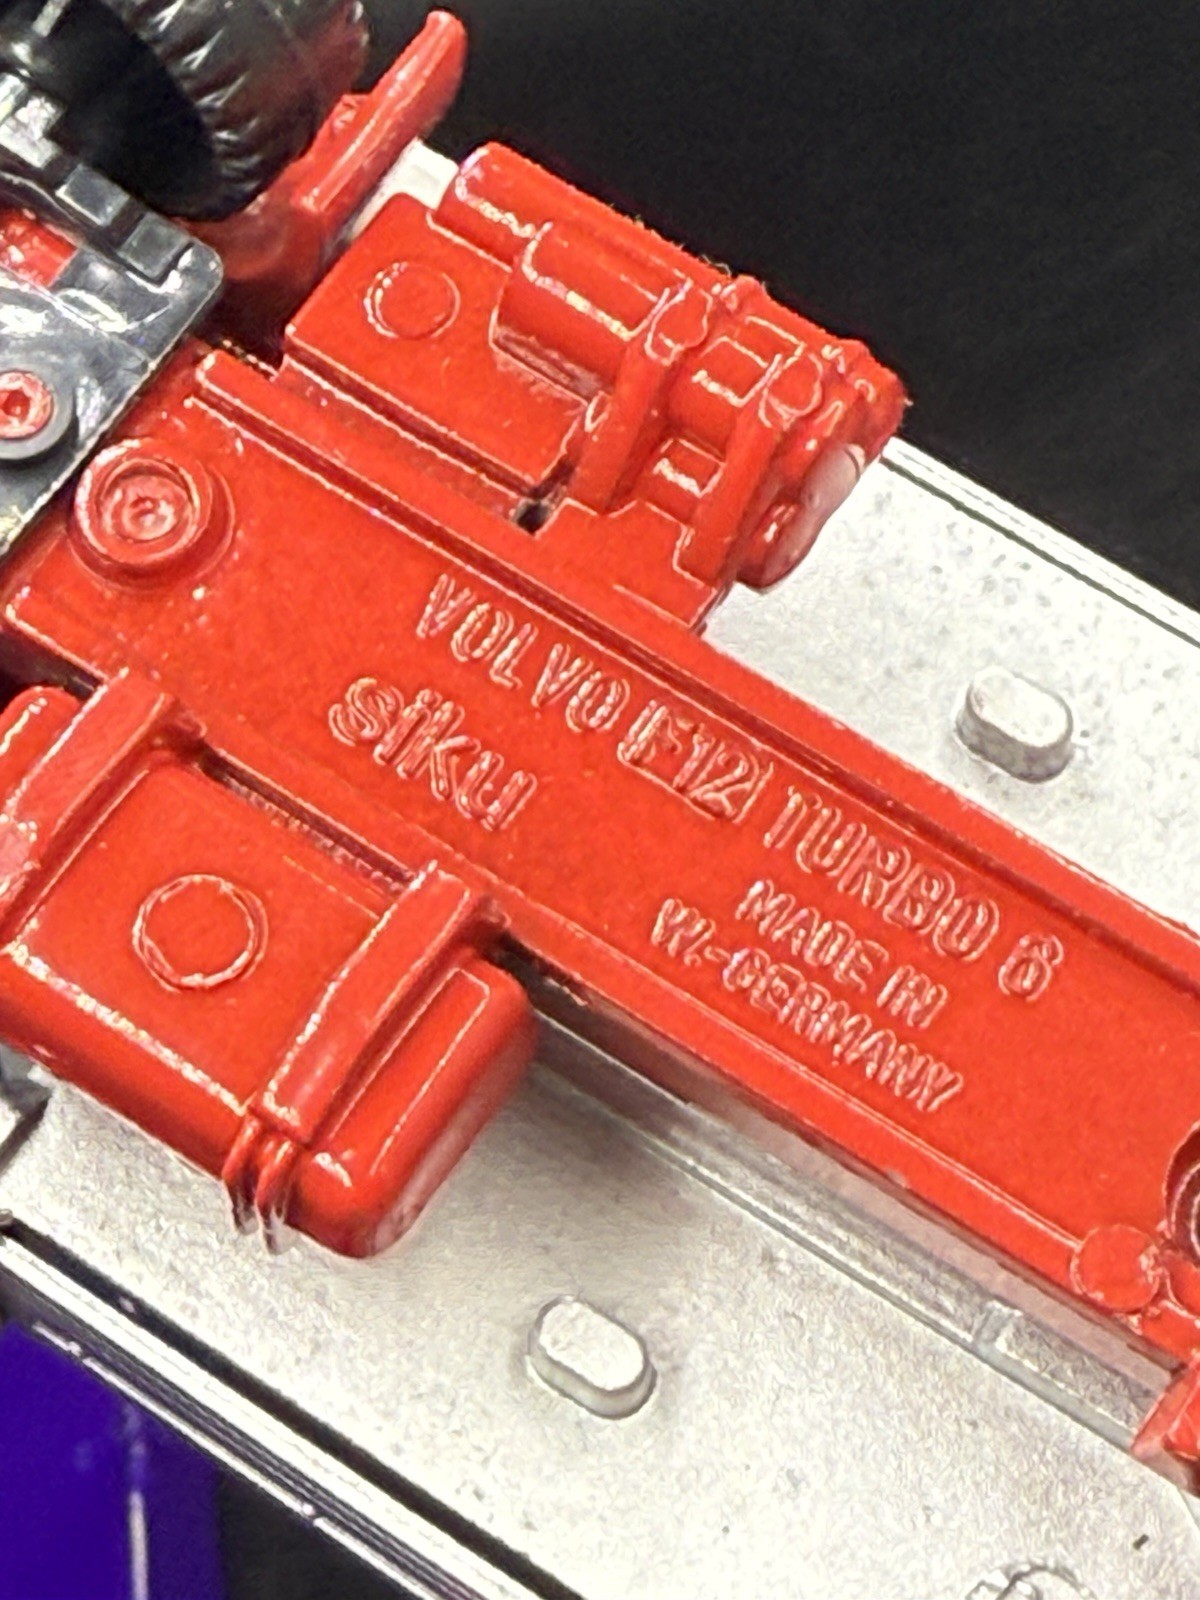 VOLVO F12 TURBO 6
siku
MADE IN
W.-GERMANY